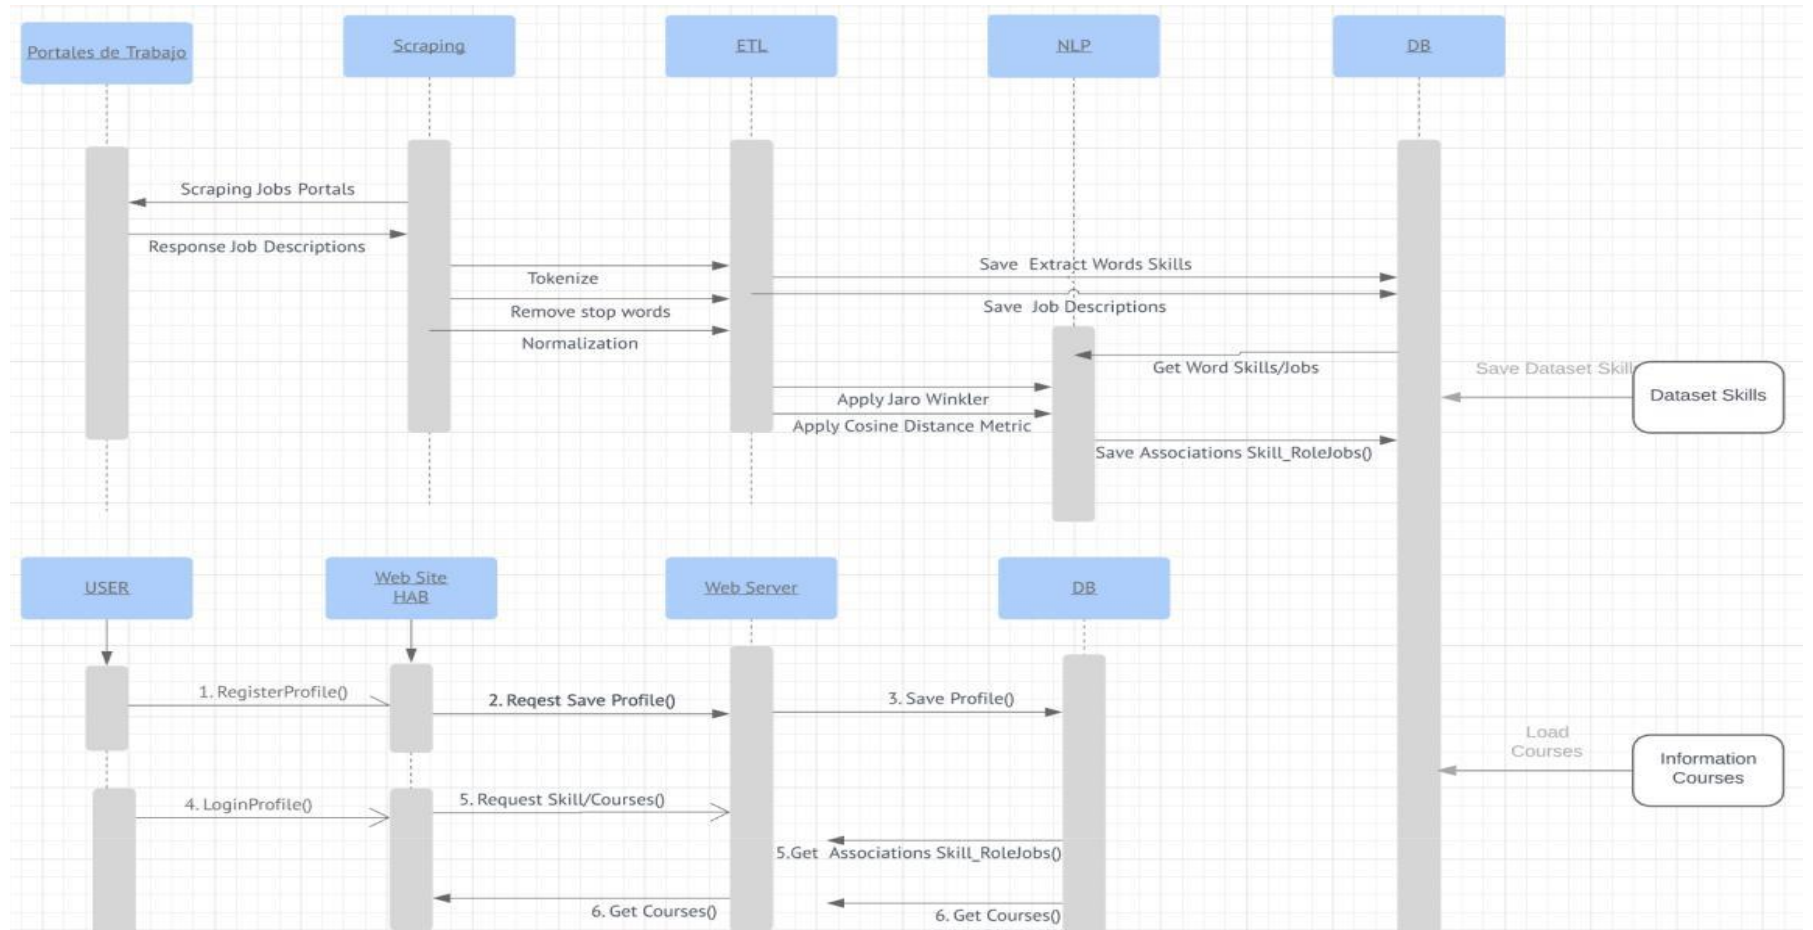 Portales de Trabajo
Scraping
ETL
NLP
DB
Scraping Jobs Portals
Response Job Descriptions
Tokenize
Remove stop words
Normalization
Save Extract Words Skills
Save Job Descriptions
Get Word Skills/Jobs
Apply Jaro Winkler
Apply Cosine Distance Metric
Save Associations Skill_RoleJobs()
Save Dataset Skill
Dataset Skills
USER
Web Site
HAB
Web Server
DB
1. RegisterProfile()
2. Reqest Save Profile()
3. Save Profile()
Load
Courses
Information
Courses
4. LoginProfile()
5. Request Skill/Courses()
5.Get Associations Skill_RoleJobs()
6. Get Courses()
6. Get Courses()